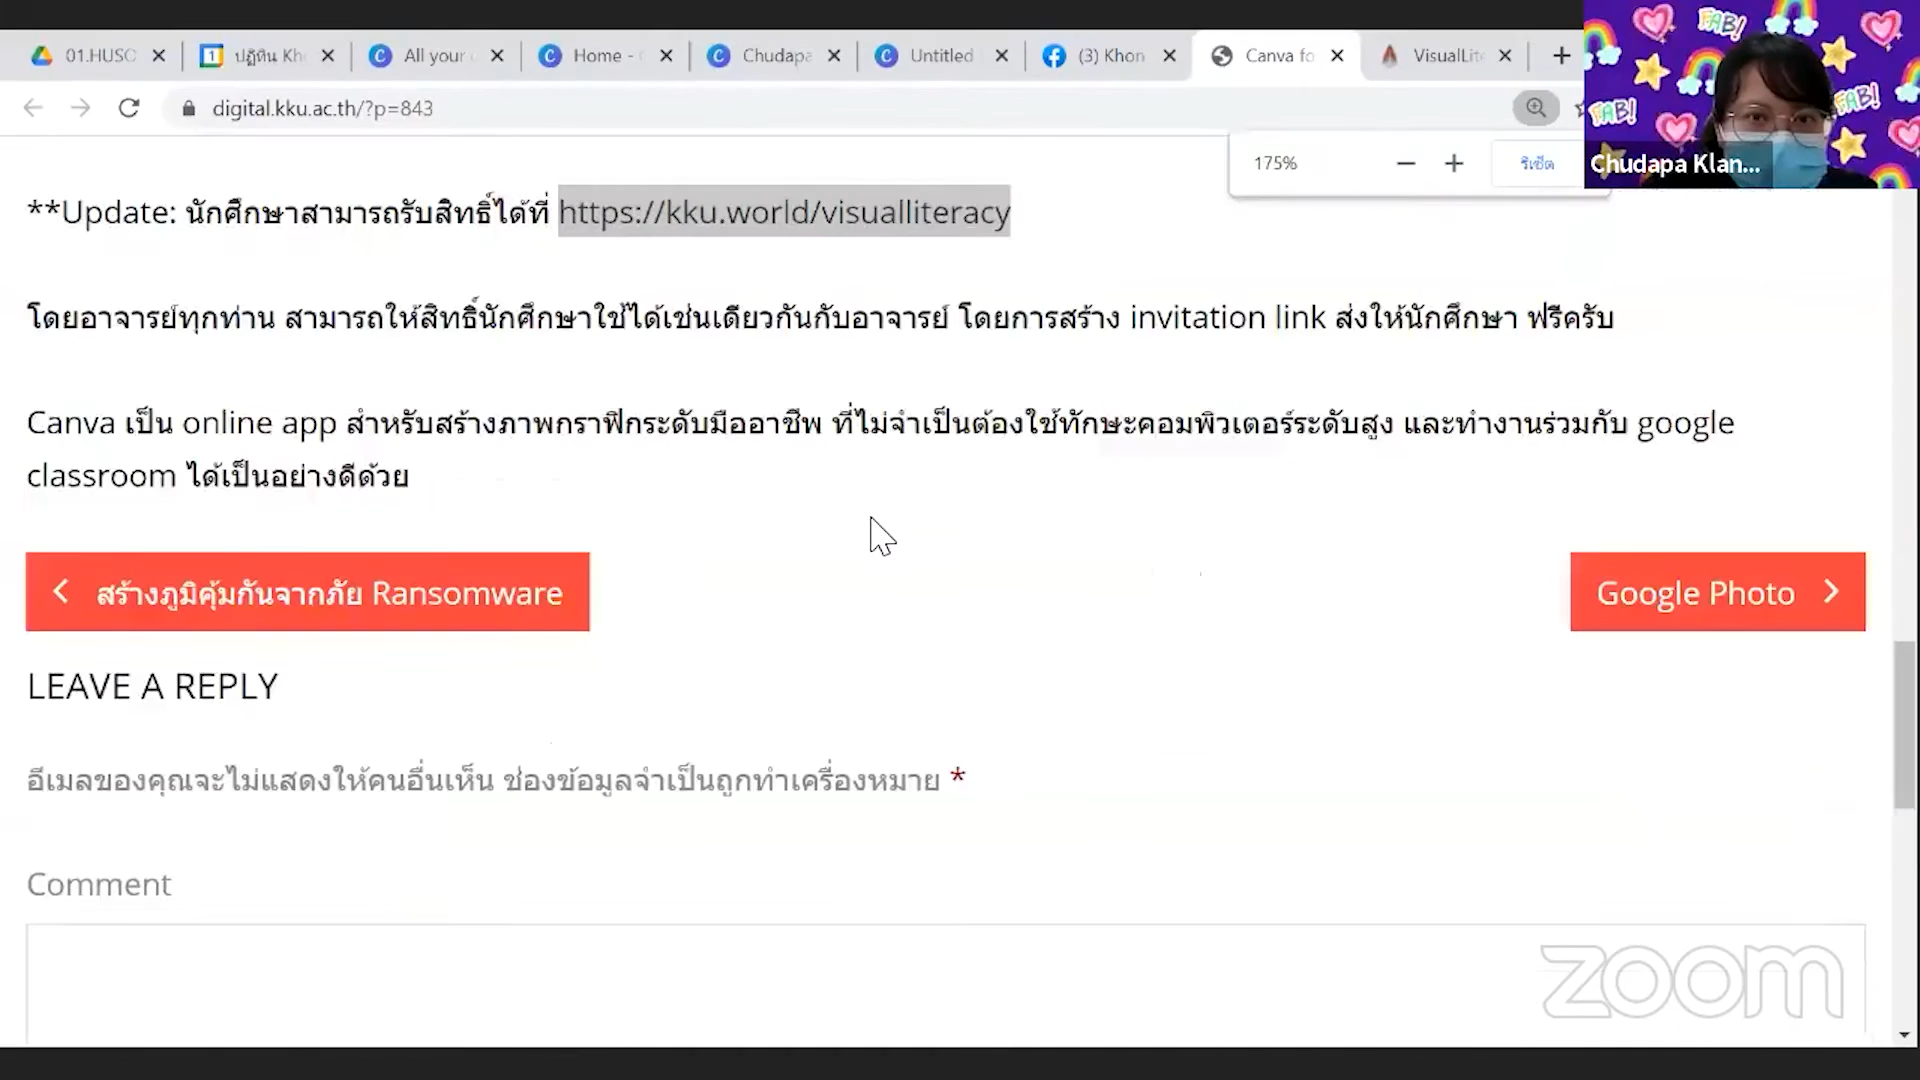 01.HUSO
ปฏิทิน Kh
All your
Home -
Chudapa
Untitled
(3) Khon
Canva fo
VisualLit
digital.kku.ac.th/?p=843
175%
รีเซ็ต
FAB!
FAB!
FAB!
Chudapa Klan...
**Update: นักศึกษาสามารถรับสิทธิ์ได้ที่ https://kku.world/visualliteracy
โดยอาจารย์ทุกท่าน สามารถให้สิทธิ์นักศึกษาใช้ได้เช่นเดียวกันกับอาจารย์ โดยการสร้าง invitation link ส่งให้นักศึกษา ฟรีครับ
Canva เป็น online app สำหรับสร้างภาพกราฟิกระดับมืออาชีพ ที่ไม่จำเป็นต้องใช้ทักษะคอมพิวเตอร์ระดับสูง และทำงานร่วมกับ google
classroom ได้เป็นอย่างดีด้วย
สร้างภูมิคุ้มกันจากภัย Ransomware
Google Photo
LEAVE A REPLY
อีเมลของคุณจะไม่แสดงให้คนอื่นเห็น ช่องข้อมูลจำเป็นถูกทำเครื่องหมาย *
Comment
zoom